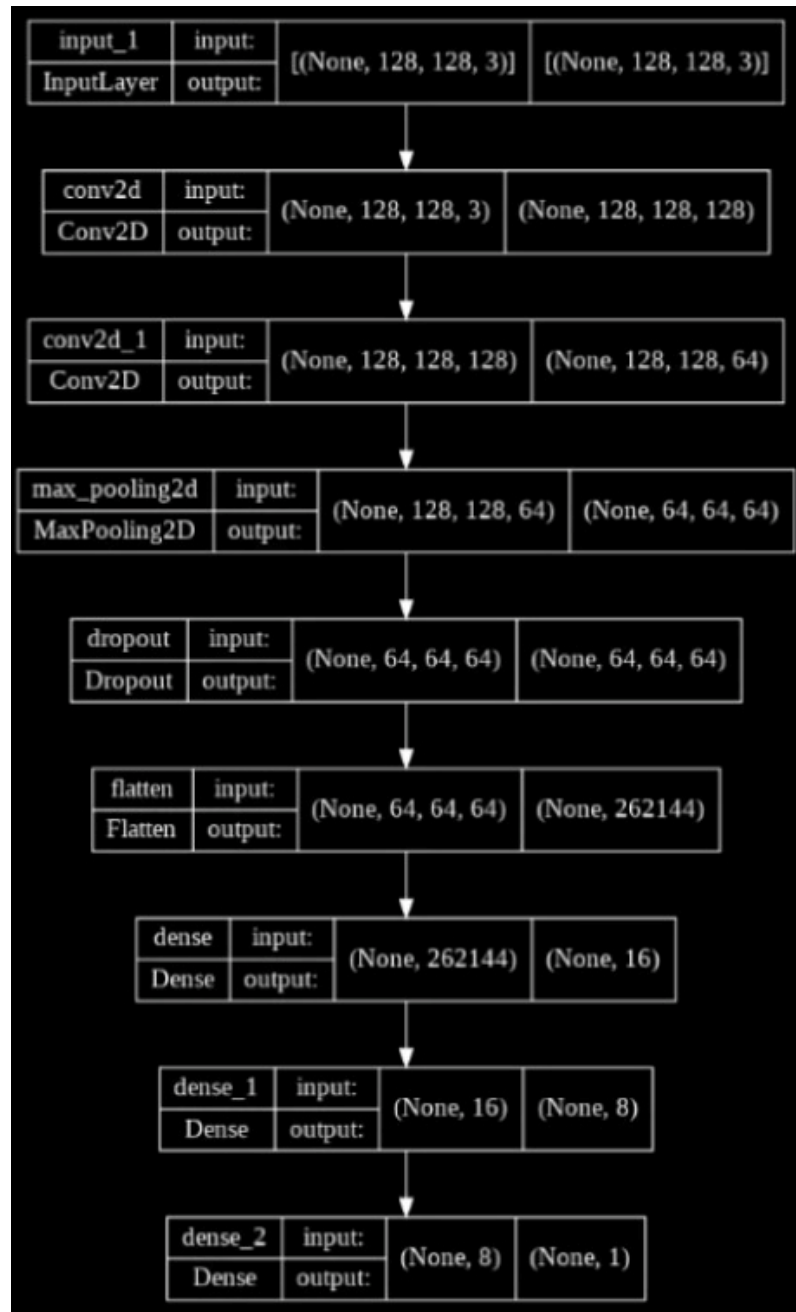 input_1 input: [(None, 128, 128, 3)] [(None, 128, 128, 3)]
InputLayer output:
conv2d input: (None, 128, 128, 3) (None, 128, 128, 128)
Conv2D output:
conv2d_1 input: (None, 128, 128, 128) (None, 128, 128, 64)
Conv2D output:
max_pooling2d input: (None, 128, 128, 64) (None, 64, 64, 64)
MaxPooling2D output:
dropout input: (None, 64, 64, 64) (None, 64, 64, 64)
Dropout output:
flatten input: (None, 64, 64, 64) (None, 262144)
Flatten output:
dense input: (None, 262144) (None, 16)
Dense output:
dense_1 input: (None, 16) (None, 8)
Dense output:
dense_2 input: (None, 8) (None, 1)
Dense output: